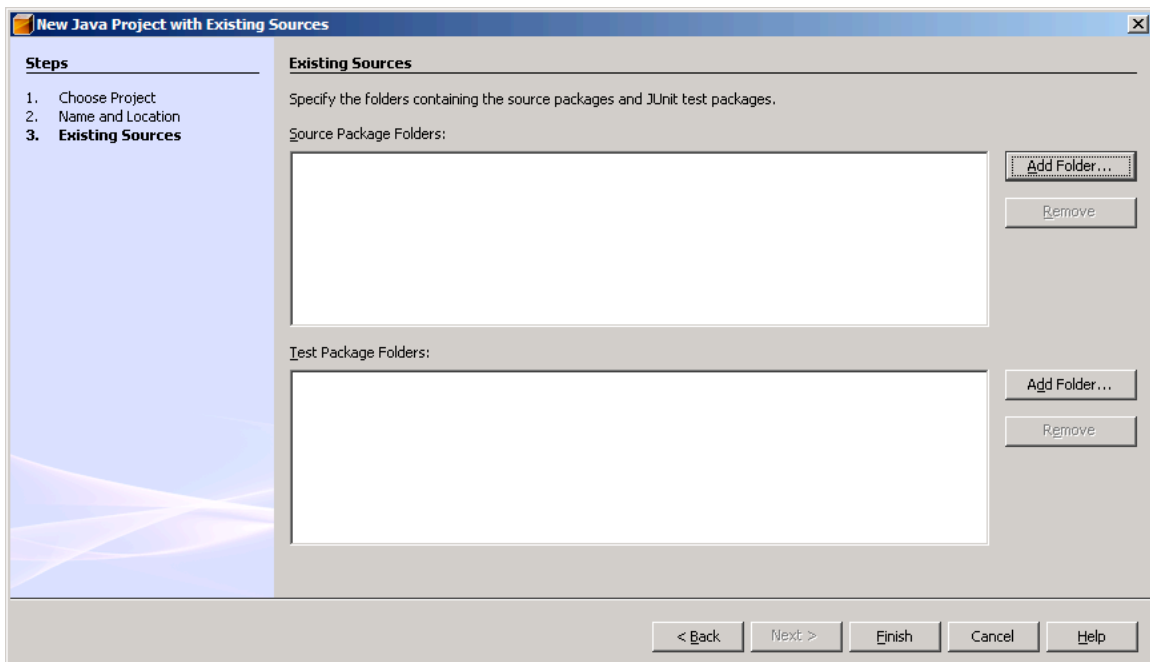 New Java Project with Existing Sources
Steps
1. Choose Project
2. Name and Location
3. Existing Sources
Existing Sources
Specify the folders containing the source packages and JUnit test packages.
Source Package Folders:
Add Folder...
Remove
Test Package Folders:
Add Folder...
Remove
< Back Next > Finish Cancel Help